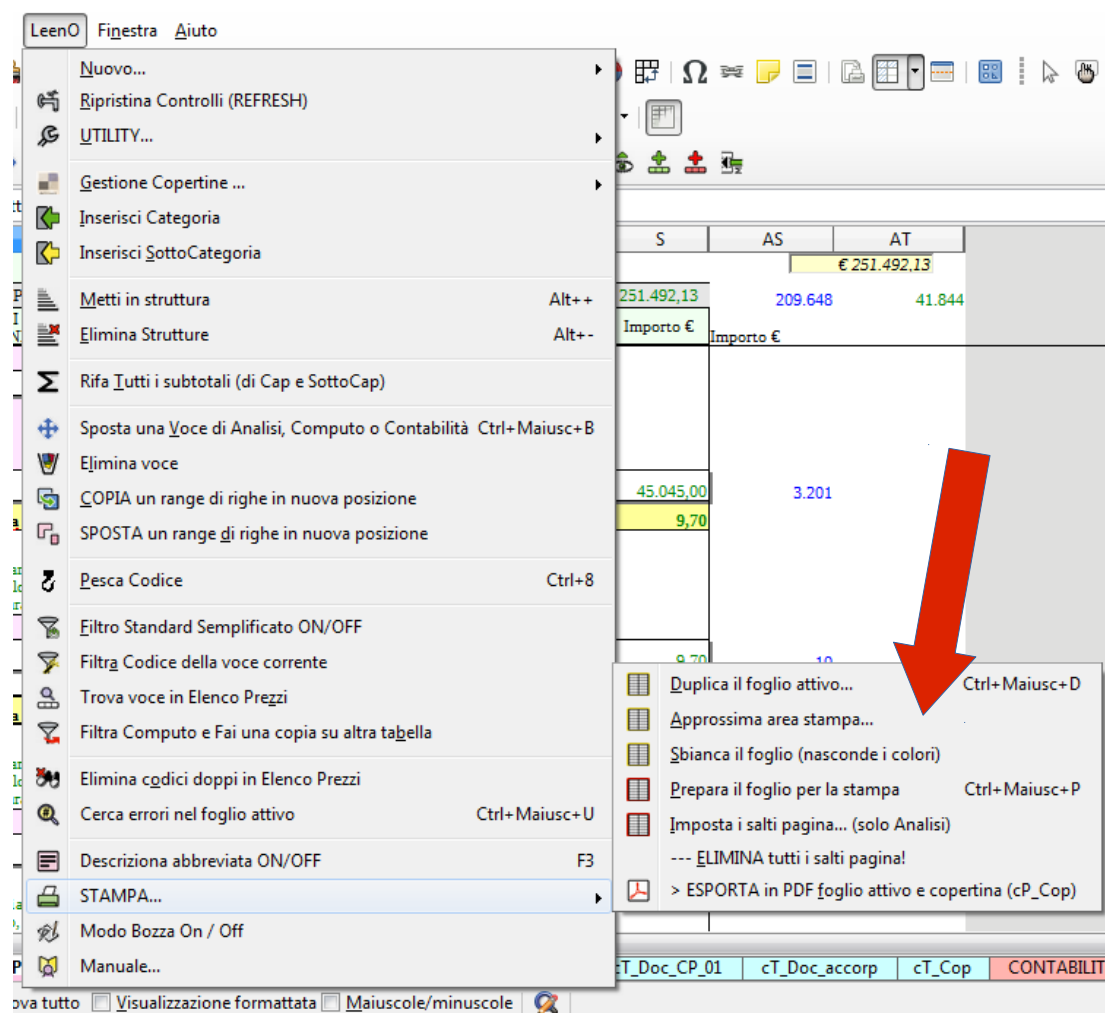 LeenO Finestra Aiuto
Nuovo...
Ripristina Controlli (REFRESH)
UTILITY...
Gestione Copertine ...
Inserisci Categoria
Inserisci SottoCategoria
Metti in struttura Alt++
Elimina Strutture Alt+-
Rifa Tutti i subtotali (di Cap e SottoCap)
Sposta una Voce di Analisi, Computo o Contabilità Ctrl+Maiusc+B
Elimina voce
COPIA un range di righe in nuova posizione
SPOSTA un range di righe in nuova posizione
Pesca Codice Ctrl+8
Filtro Standard Semplificato ON/OFF
Filtra Codice della voce corrente
Trova voce in Elenco Prezzi
Filtra Computo e Fai una copia su altra tabella
Elimina codici doppi in Elenco Prezzi
Cerca errori nel foglio attivo Ctrl+Maiusc+U
Descriziona abbreviata ON/OFF F3
STAMPA...
Modo Bozza On / Off
Manuale...
S AS AT
€ 251.492,13
251.492,13 209.648 41.844
Importo € Importo €
45.045,00 3.201
9,70
9,70 10
Duplica il foglio attivo... Ctrl+Maiusc+D
Approssima area stampa...
Sbianca il foglio (nasconde i colori)
Prepara il foglio per la stampa Ctrl+Maiusc+P
Imposta i salti pagina... (solo Analisi)
--- ELIMINA tutti i salti pagina!
> ESPORTA in PDF foglio attivo e copertina (cP_Cop)
cT_Doc_CP_01 cT_Doc_accorp cT_Cop CONTABILIT
ova tutto Visualizzazione formattata Maiuscole/minuscole